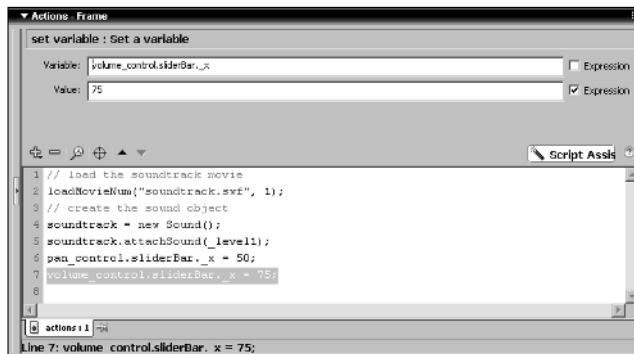 Actions - Frame
set variable : Set a variable
Variable: volume_control.sliderBar._x Expression
Value: 75 Expression
Script Assis
1 // load the soundtrack movie
2 loadMovieNum("soundtrack.swf", 1);
3 // create the sound object
4 soundtrack = new Sound();
5 soundtrack.attachSound(_level1);
6 pan_control.sliderBar._x = 50;
7 volume_control.sliderBar._x = 75;
8
actions : 1
Line 7: volume_control.sliderBar._x = 75;